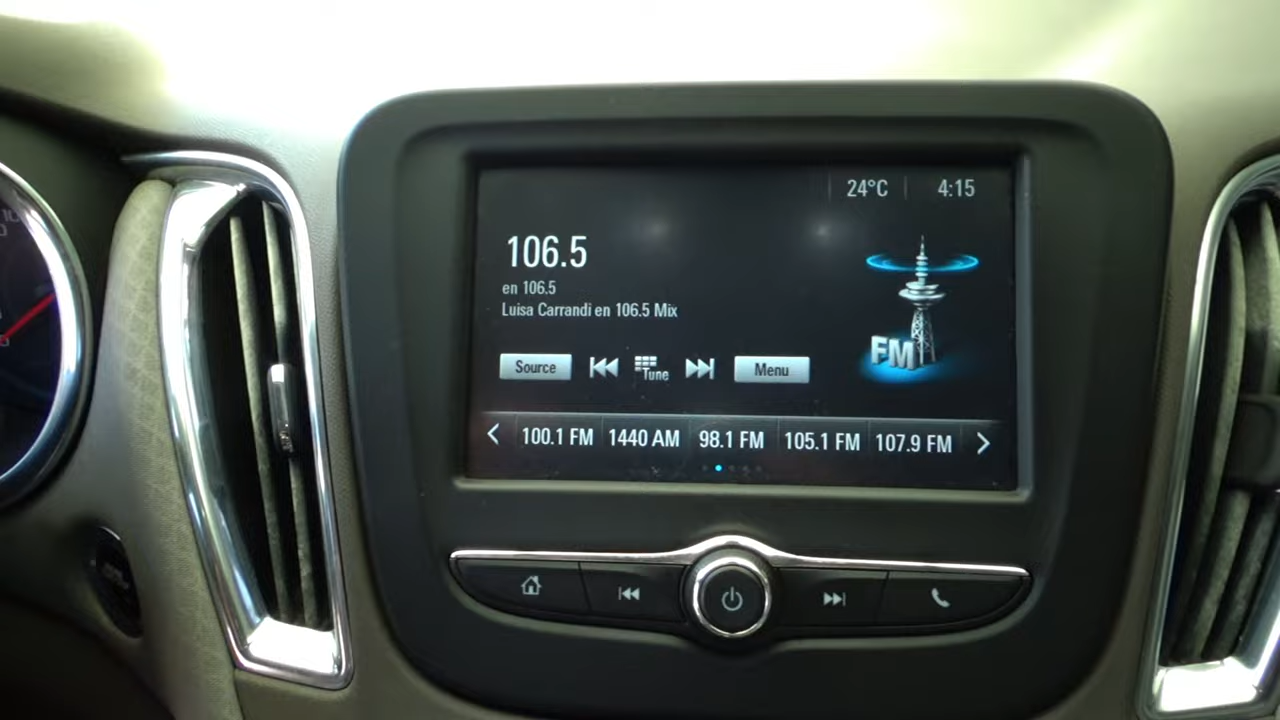 24°C 4:15
106.5
en 106.5
Luisa Carrandi en 106.5 Mix
FM
Source Tune Menu
100.1 FM 1440 AM 98.1 FM 105.1 FM 107.9 FM